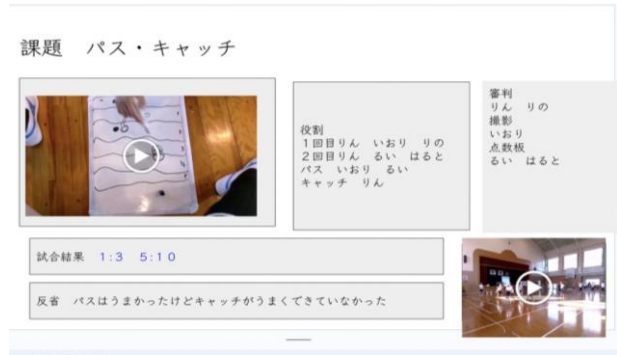 課題　パス・キャッチ
役割
１回目りん　いおり　りの
２回目りん　るい　はると
パス　いおり　るい
キャッチ　りん
審判
りん　りの
撮影
いおり
点数板
るい　はると
試合結果　1:3　5:10
反省　パスはうまかったけどキャッチがうまくできていなかった